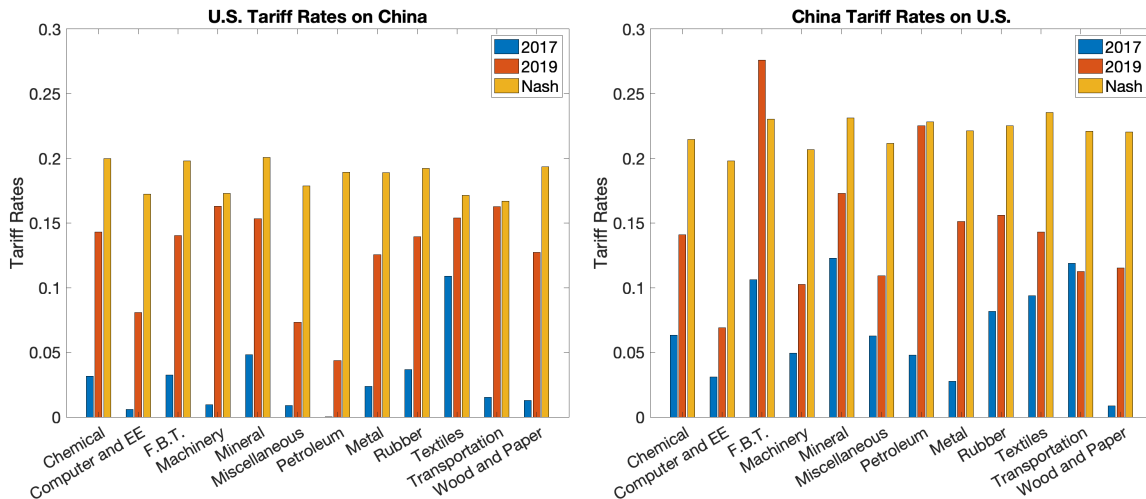 U.S. Tariff Rates on China
0.3
0.25
0.2
0.15
0.1
0.05
0
Tariff Rates
2017
2019
Nash
Chemical
Computer and EE
F.B.T.
Machinery
Mineral
Miscellaneous
Petroleum
Metal
Rubber
Textiles
Transportation
Wood and Paper
China Tariff Rates on U.S.
0.3
0.25
0.2
0.15
0.1
0.05
0
Tariff Rates
2017
2019
Nash
Chemical
Computer and EE
F.B.T.
Machinery
Mineral
Miscellaneous
Petroleum
Metal
Rubber
Textiles
Transportation
Wood and Paper